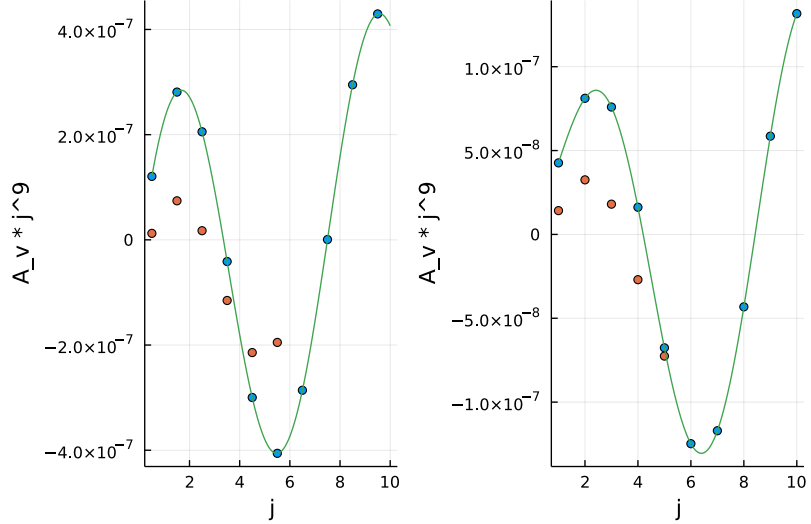 4.0×10⁻⁷
2.0×10⁻⁷
0
−2.0×10⁻⁷
−4.0×10⁻⁷
2 4 6 8 10
j
A_v * j^9
1.0×10⁻⁷
5.0×10⁻⁸
0
−5.0×10⁻⁸
−1.0×10⁻⁷
2 4 6 8 10
j
A_v * j^9